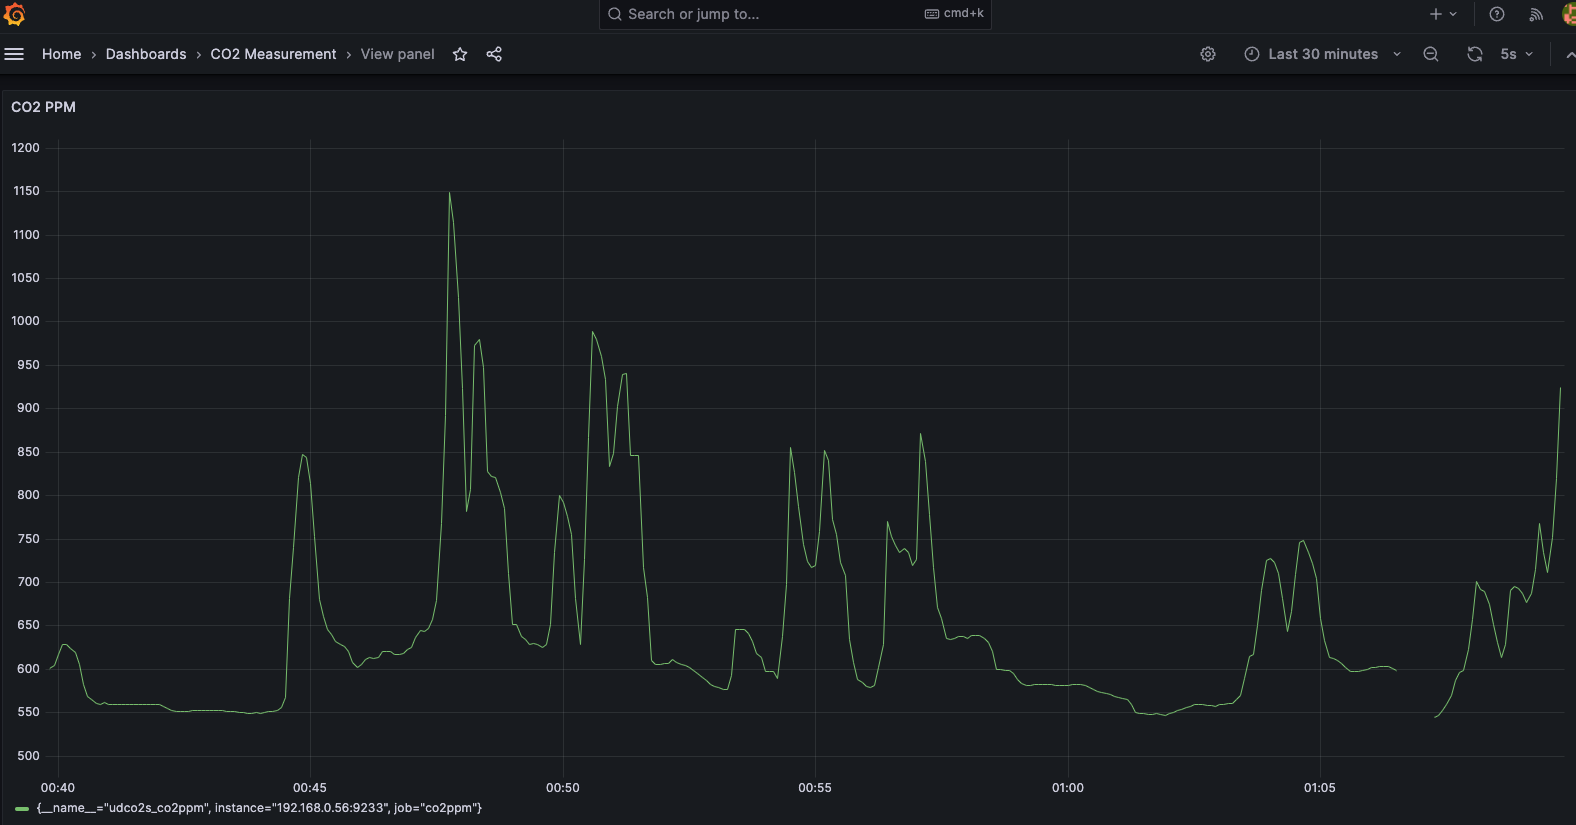 Search or jump to... cmd+k
Home › Dashboards › CO2 Measurement › View panel
Last 30 minutes
5s
CO2 PPM
1200
1150
1100
1050
1000
950
900
850
800
750
700
650
600
550
500
00:40 00:45 00:50 00:55 01:00 01:05
{__name__="udco2s_co2ppm", instance="192.168.0.56:9233", job="co2ppm"}